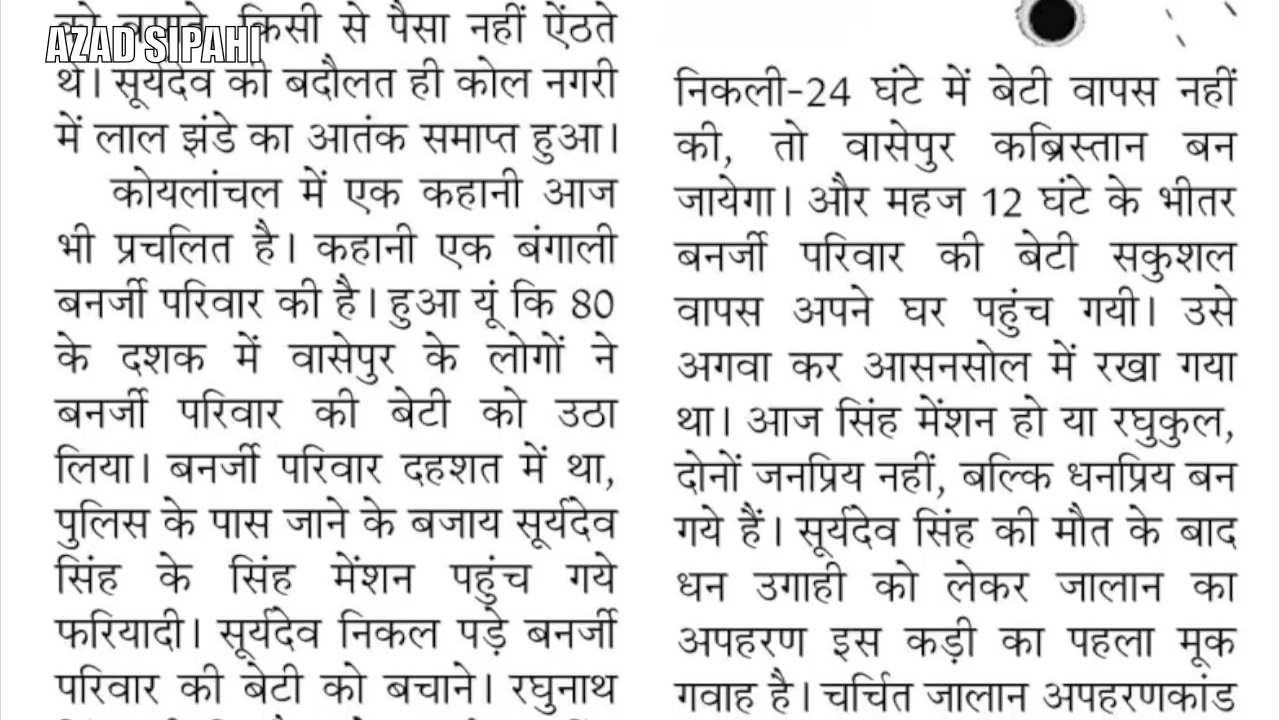 AZAD SIPAHI
किसी से पैसा नहीं ऐंठते
थे। सूर्यदेव की बदौलत ही कोल नगरी
में लाल झंडे का आतंक समाप्त हुआ।
कोयलांचल में एक कहानी आज
भी प्रचलित है। कहानी एक बंगाली
बनर्जी परिवार की है। हुआ यूं कि 80
के दशक में वासेपुर के लोगों ने
बनर्जी परिवार की बेटी को उठा
लिया। बनर्जी परिवार दहशत में था,
पुलिस के पास जाने के बजाय सूर्यदेव
सिंह के सिंह मेंशन पहुंच गये
फरियादी। सूर्यदेव निकल पड़े बनर्जी
परिवार की बेटी को बचाने। रघुनाथ
निकली-24 घंटे में बेटी वापस नहीं
की, तो वासेपुर कब्रिस्तान बन
जायेगा। और महज 12 घंटे के भीतर
बनर्जी परिवार की बेटी सकुशल
वापस अपने घर पहुंच गयी। उसे
अगवा कर आसनसोल में रखा गया
था। आज सिंह मेंशन हो या रघुकुल,
दोनों जनप्रिय नहीं, बल्कि धनप्रिय बन
गये हैं। सूर्यदेव सिंह की मौत के बाद
धन उगाही को लेकर जालान का
अपहरण इस कड़ी का पहला मूक
गवाह है। चर्चित जालान अपहरणकांड